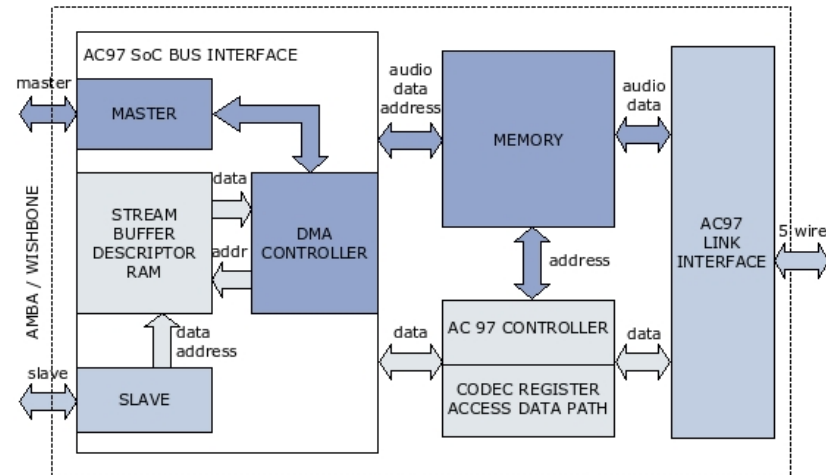 AC97 SoC BUS INTERFACE
master
MASTER
audio
data
address
MEMORY
audio
data
AMBA / WISHBONE
STREAM
BUFFER
DESCRIPTOR
RAM
data
addr
DMA
CONTROLLER
AC97
LINK
INTERFACE
5 wire
address
data
address
slave
SLAVE
data
AC 97 CONTROLLER
CODEC REGISTER
ACCESS DATA PATH
data